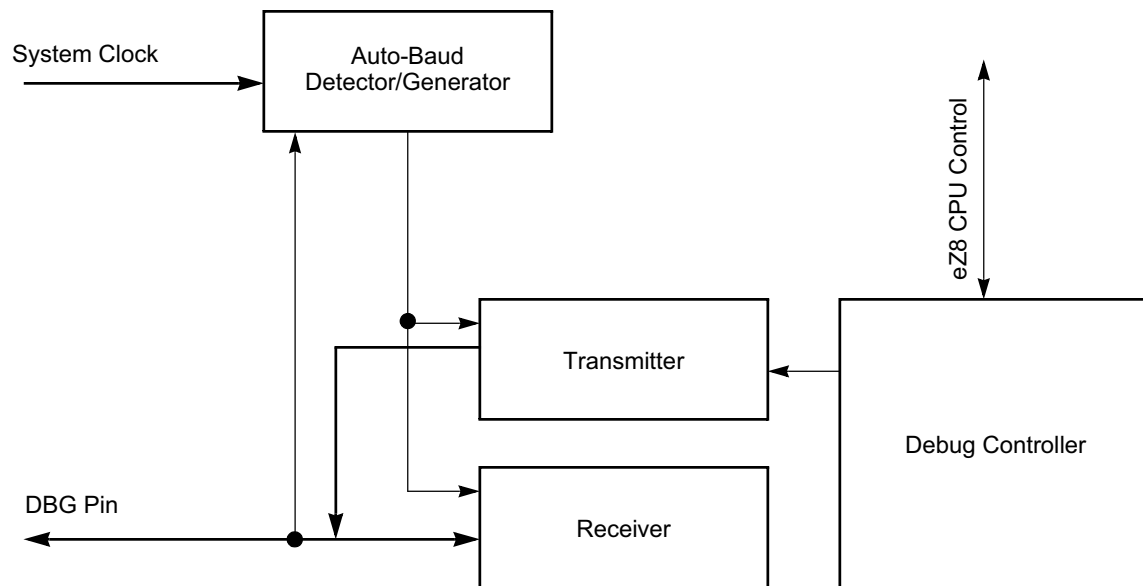 System Clock
Auto-Baud
Detector/Generator
eZ8 CPU Control
Transmitter
Debug Controller
DBG Pin
Receiver